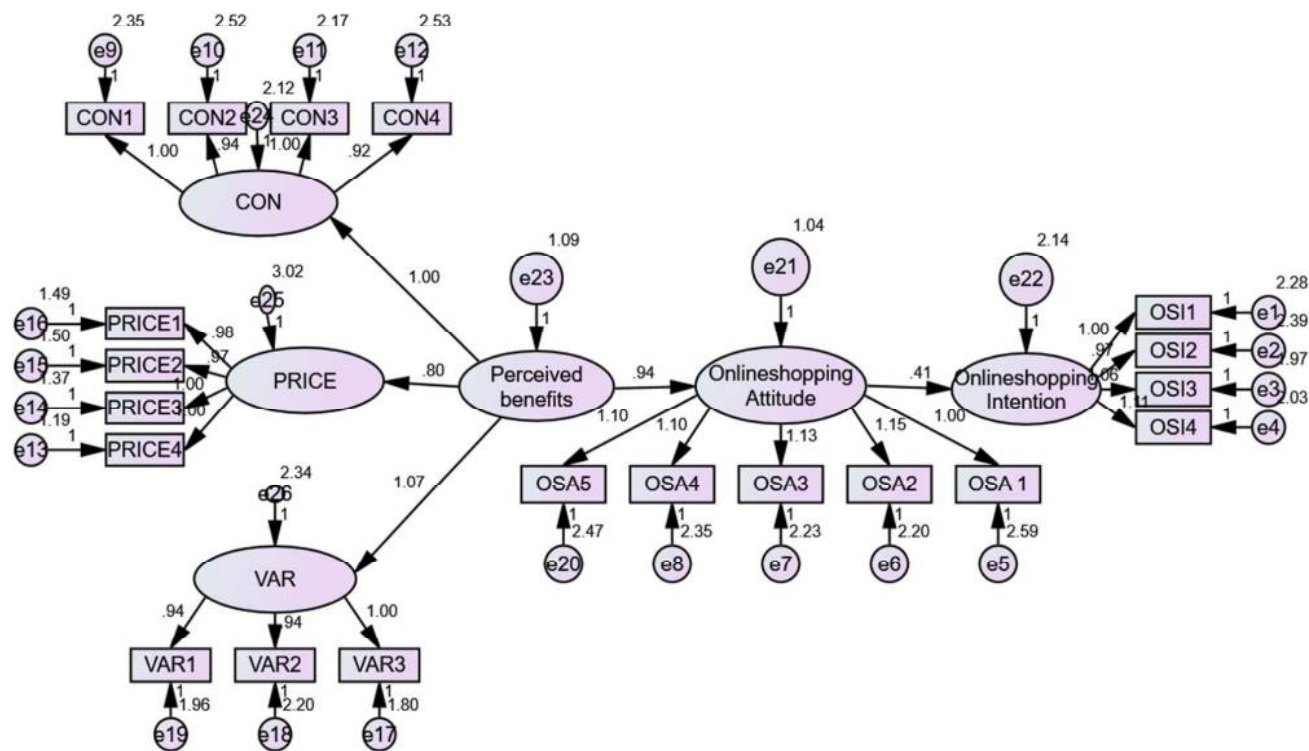 2.35 2.52 2.17 2.53
e9 e10 e11 e12
1 1 1 1
2.12
CON1 CON2 e24 CON3 CON4
1.00 .94 1 1.00 .92
CON
1.09 1.04 2.14
e23 e21 e22
1 1 1
1.00
3.02
e25
1
1.49
e16 1 PRICE1 .98
1.50
e15 1 PRICE2 .97
1.37
e14 1 PRICE3 1.00
1.19
e13 1 PRICE4 1.00
PRICE
.80
Perceived
benefits
.94
Onlineshopping
Attitude
.41
Onlineshopping
Intention
2.28
1.00 OSI1 1 e1
2.39
.97 OSI2 1 e2
1.97
OSI3 1 e3
2.03
1.11 OSI4 1 e4
1.10 1.10 1.13 1.15 1.00
OSA5 OSA4 OSA3 OSA2 OSA 1
1 1 1 1 1
2.47 2.35 2.23 2.20 2.59
e20 e8 e7 e6 e5
1.07
2.34
e26
1
VAR
.94 .94 1.00
VAR1 VAR2 VAR3
1 1 1
1.96 2.20 1.80
e19 e18 e17